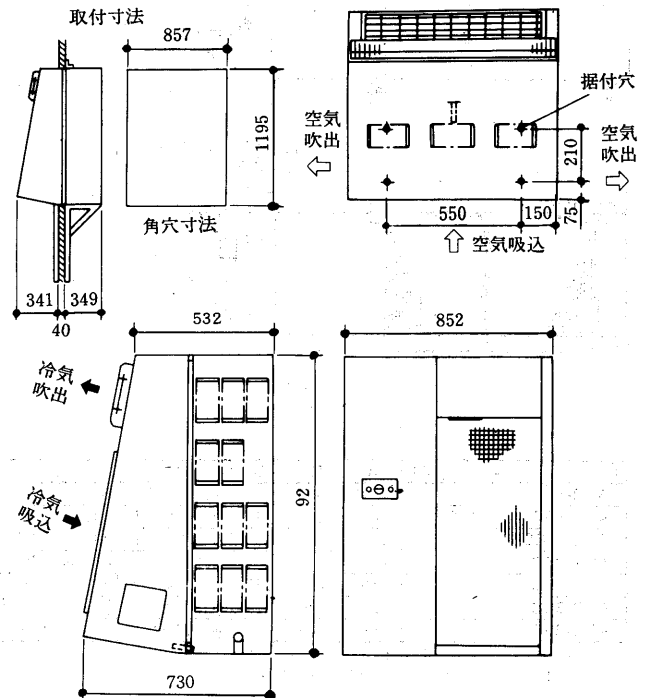 取付寸法
857
1195
角穴寸法
341
349
40
据付穴
空気
吹出
空気
吹出
210
550
150
75
空気吸込
532
852
冷気
吹出
冷気
吸込
92
730